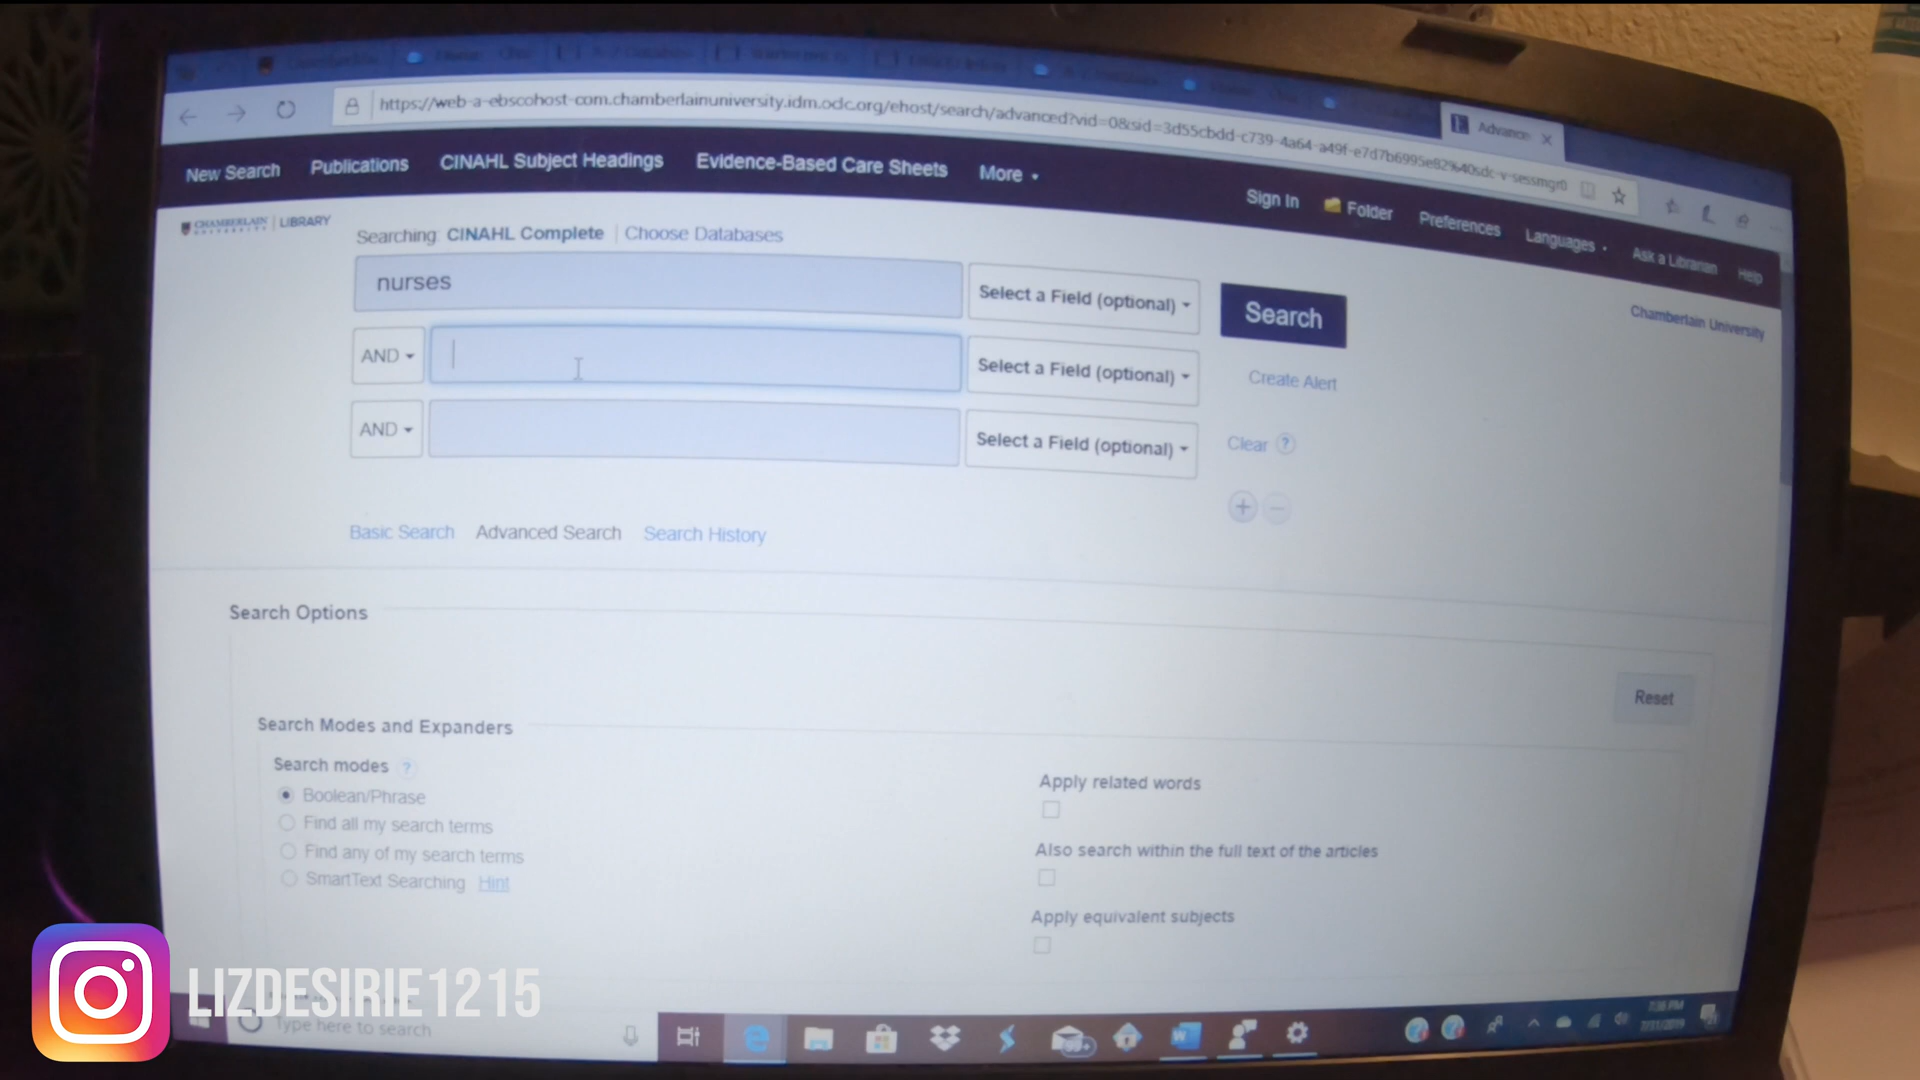 Advance
https://web-a-ebscohost-com.chamberlainuniversity.idm.oclc.org/ehost/search/advanced?vid=0&sid=3d55cbdd-c739-4a64-a49f-e7d7b6995e82%40sdc-v-sessmgr0
New Search Publications CINAHL Subject Headings Evidence-Based Care Sheets More Sign In Folder Preferences Languages Ask a Librarian Help
CHAMBERLAIN UNIVERSITY LIBRARY
Searching: CINAHL Complete Choose Databases
Chamberlain University
nurses Select a Field (optional) Search
AND Select a Field (optional) Create Alert
AND Select a Field (optional) Clear ?
Basic Search Advanced Search Search History
Search Options
Reset
Search Modes and Expanders
Search modes ?
Boolean/Phrase
Find all my search terms
Find any of my search terms
SmartText Searching Hint
Apply related words
Also search within the full text of the articles
Apply equivalent subjects
LIZDESIRIE1215
Type here to search
7:36 PM